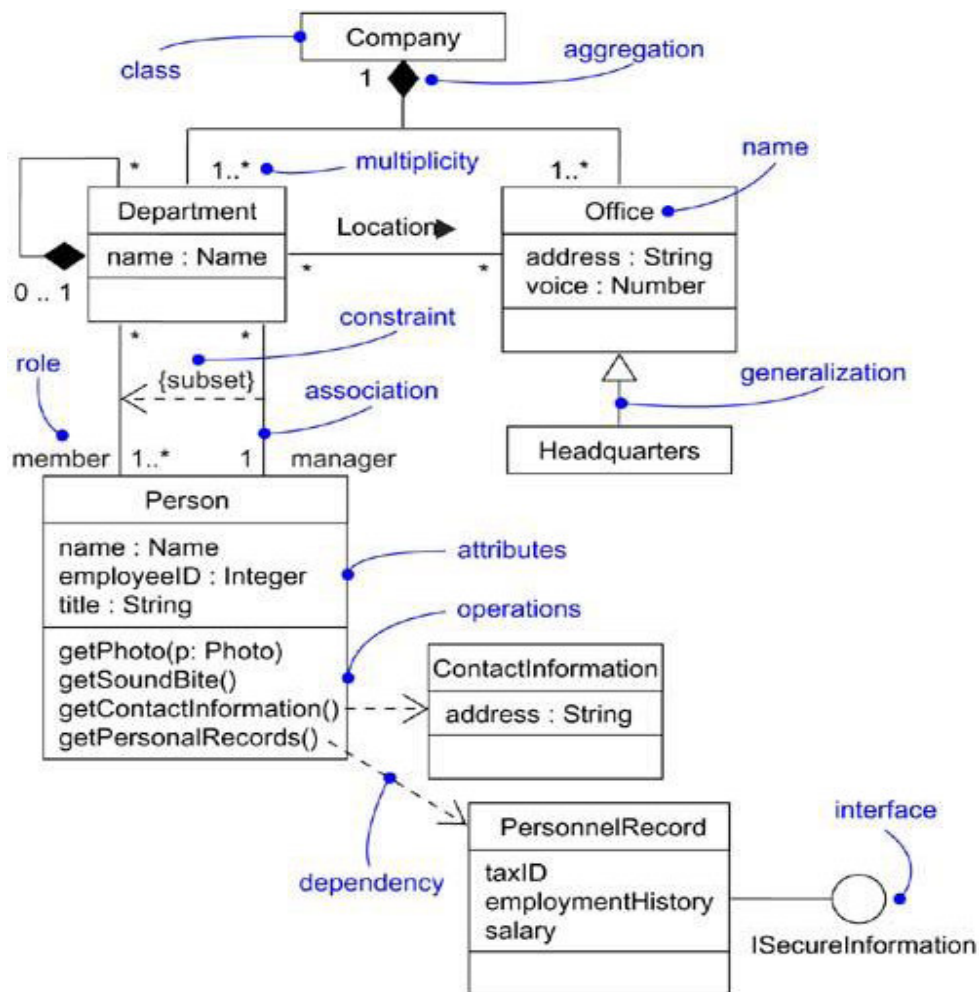 Company
class
1
aggregation
*
1..*
multiplicity
1..*
name
Department
name : Name
0 .. 1
Location
*
*
Office
address : String
voice : Number
*
*
constraint
role
{subset}
association
generalization
member
1..*
1
manager
Headquarters
Person
name : Name
employeeID : Integer
title : String
attributes
operations
getPhoto(p: Photo)
getSoundBite()
getContactInformation()
getPersonalRecords()
ContactInformation
address : String
dependency
PersonnelRecord
taxID
employmentHistory
salary
interface
ISecureInformation